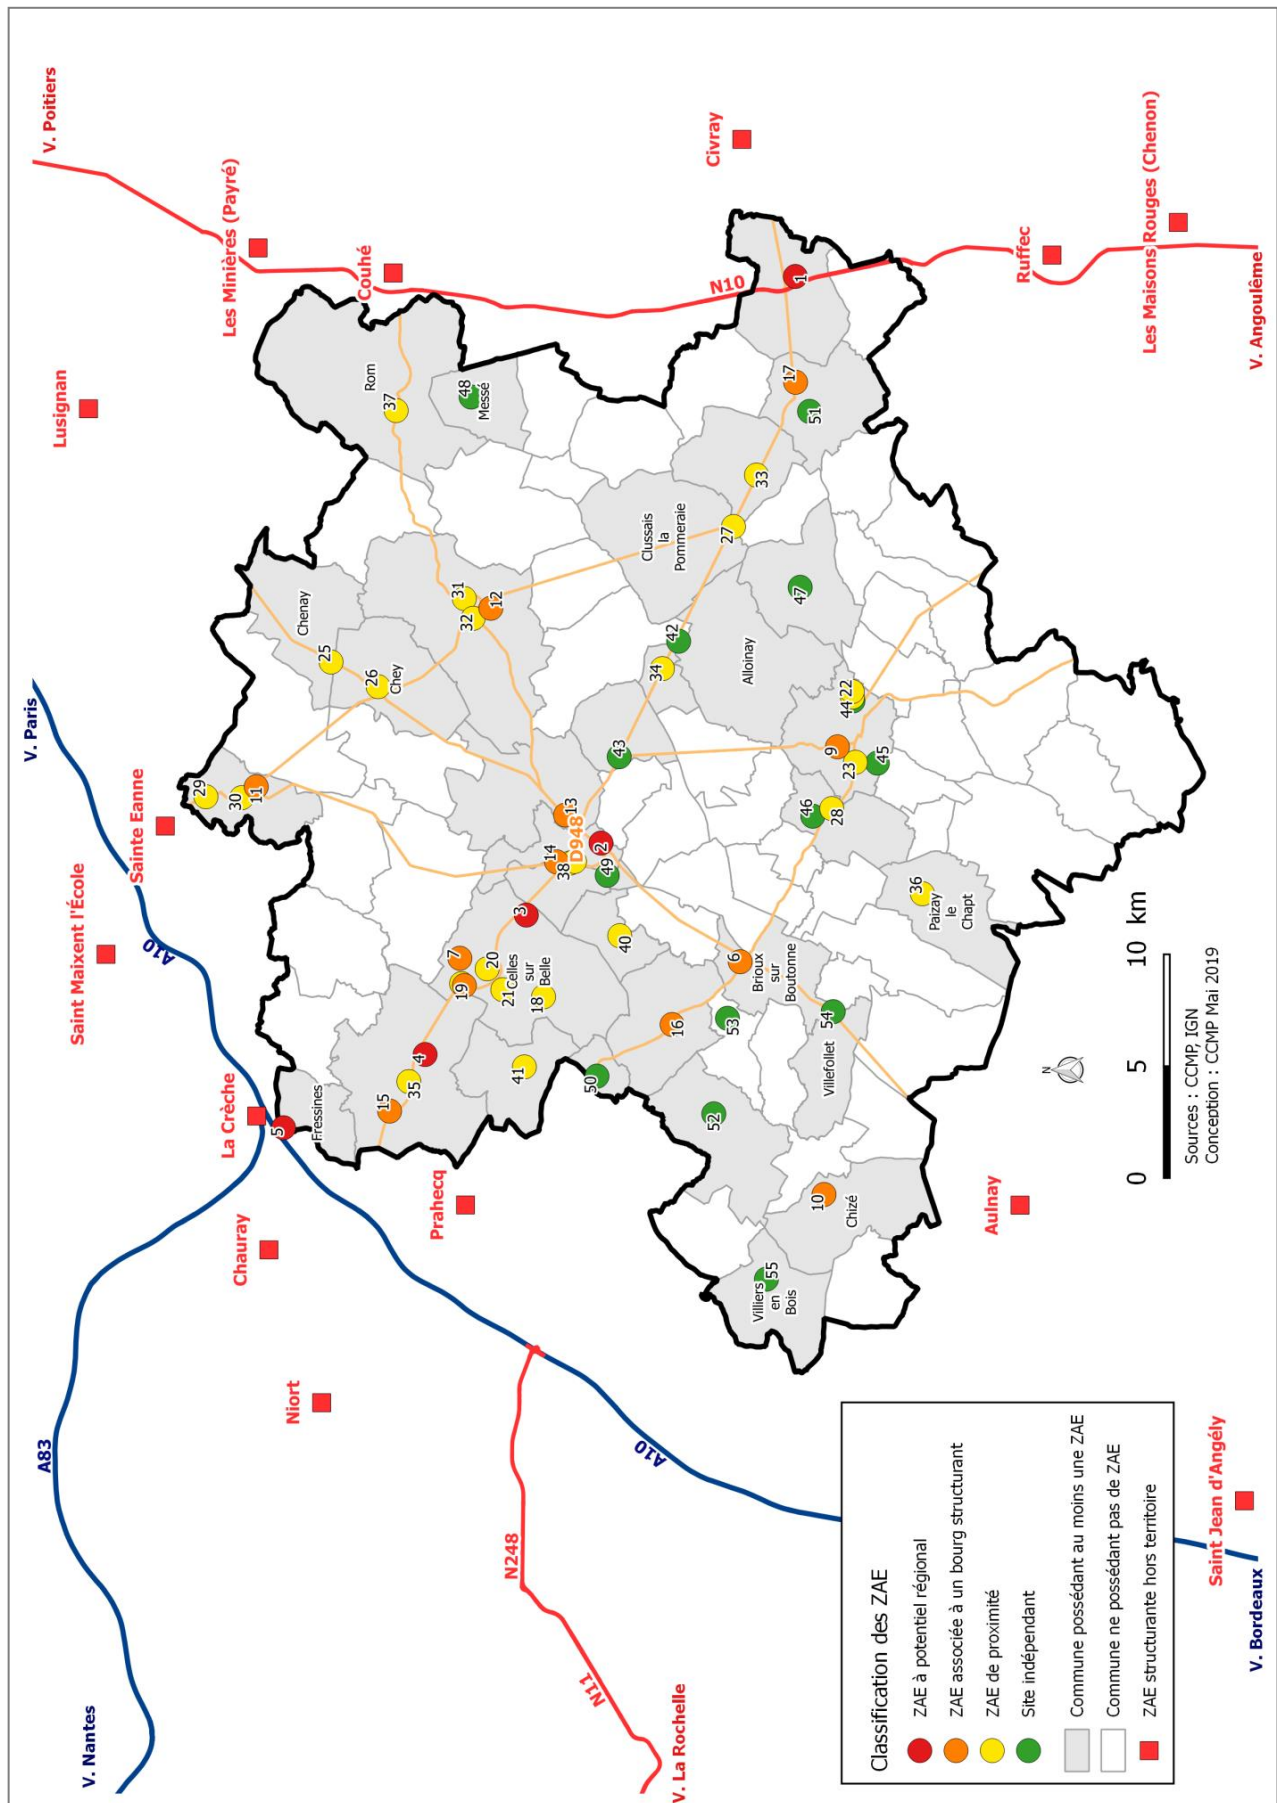 V. Nantes
A83
V. Paris
V. Poitiers
Lusignan
Les Minières (Payré)
Couhé
Sainte Eanne
Saint Maixent l'École
A10
La Crèche
Chauray
Niort
Prahecq
N248
N11
V. La Rochelle
A10
Civray
N10
Ruffec
Les Maisons Rouges (Chenon)
V. Angoulême
Aulnay
Saint Jean d'Angély
V. Bordeaux
29
30
11
5
Fressines
15
35
4
41
7
19
20
21
Celles
sur
Belle
18
3
14
38
D948
13
2
49
40
43
Chenay
25
26
Chey
31
32
12
Rom
37
48
Messé
1
17
51
33
27
Clussais
la
Pommeraie
42
34
Alloinay
47
44
22
9
23
45
46
28
36
Paizay
le
Chapt
6
Brioux
sur
Boutonne
16
53
50
52
54
Villefollet
10
Chizé
Villiers
en
Bois
55
N
0
5
10 km
Sources : CCMP, IGN
Conception : CCMP Mai 2019
Classification des ZAE
ZAE à potentiel régional
ZAE associée à un bourg structurant
ZAE de proximité
Site indépendant
Commune possédant au moins une ZAE
Commune ne possédant pas de ZAE
ZAE structurante hors territoire